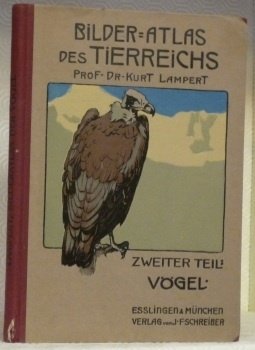 BILDER=ATLAS
DES TIERREICHS
PROF. DR. KURT LAMPERT
ZWEITER TEIL:
VÖGEL.
ESSLINGEN & MÜNCHEN
VERLAG VON J. F. SCHREIBER